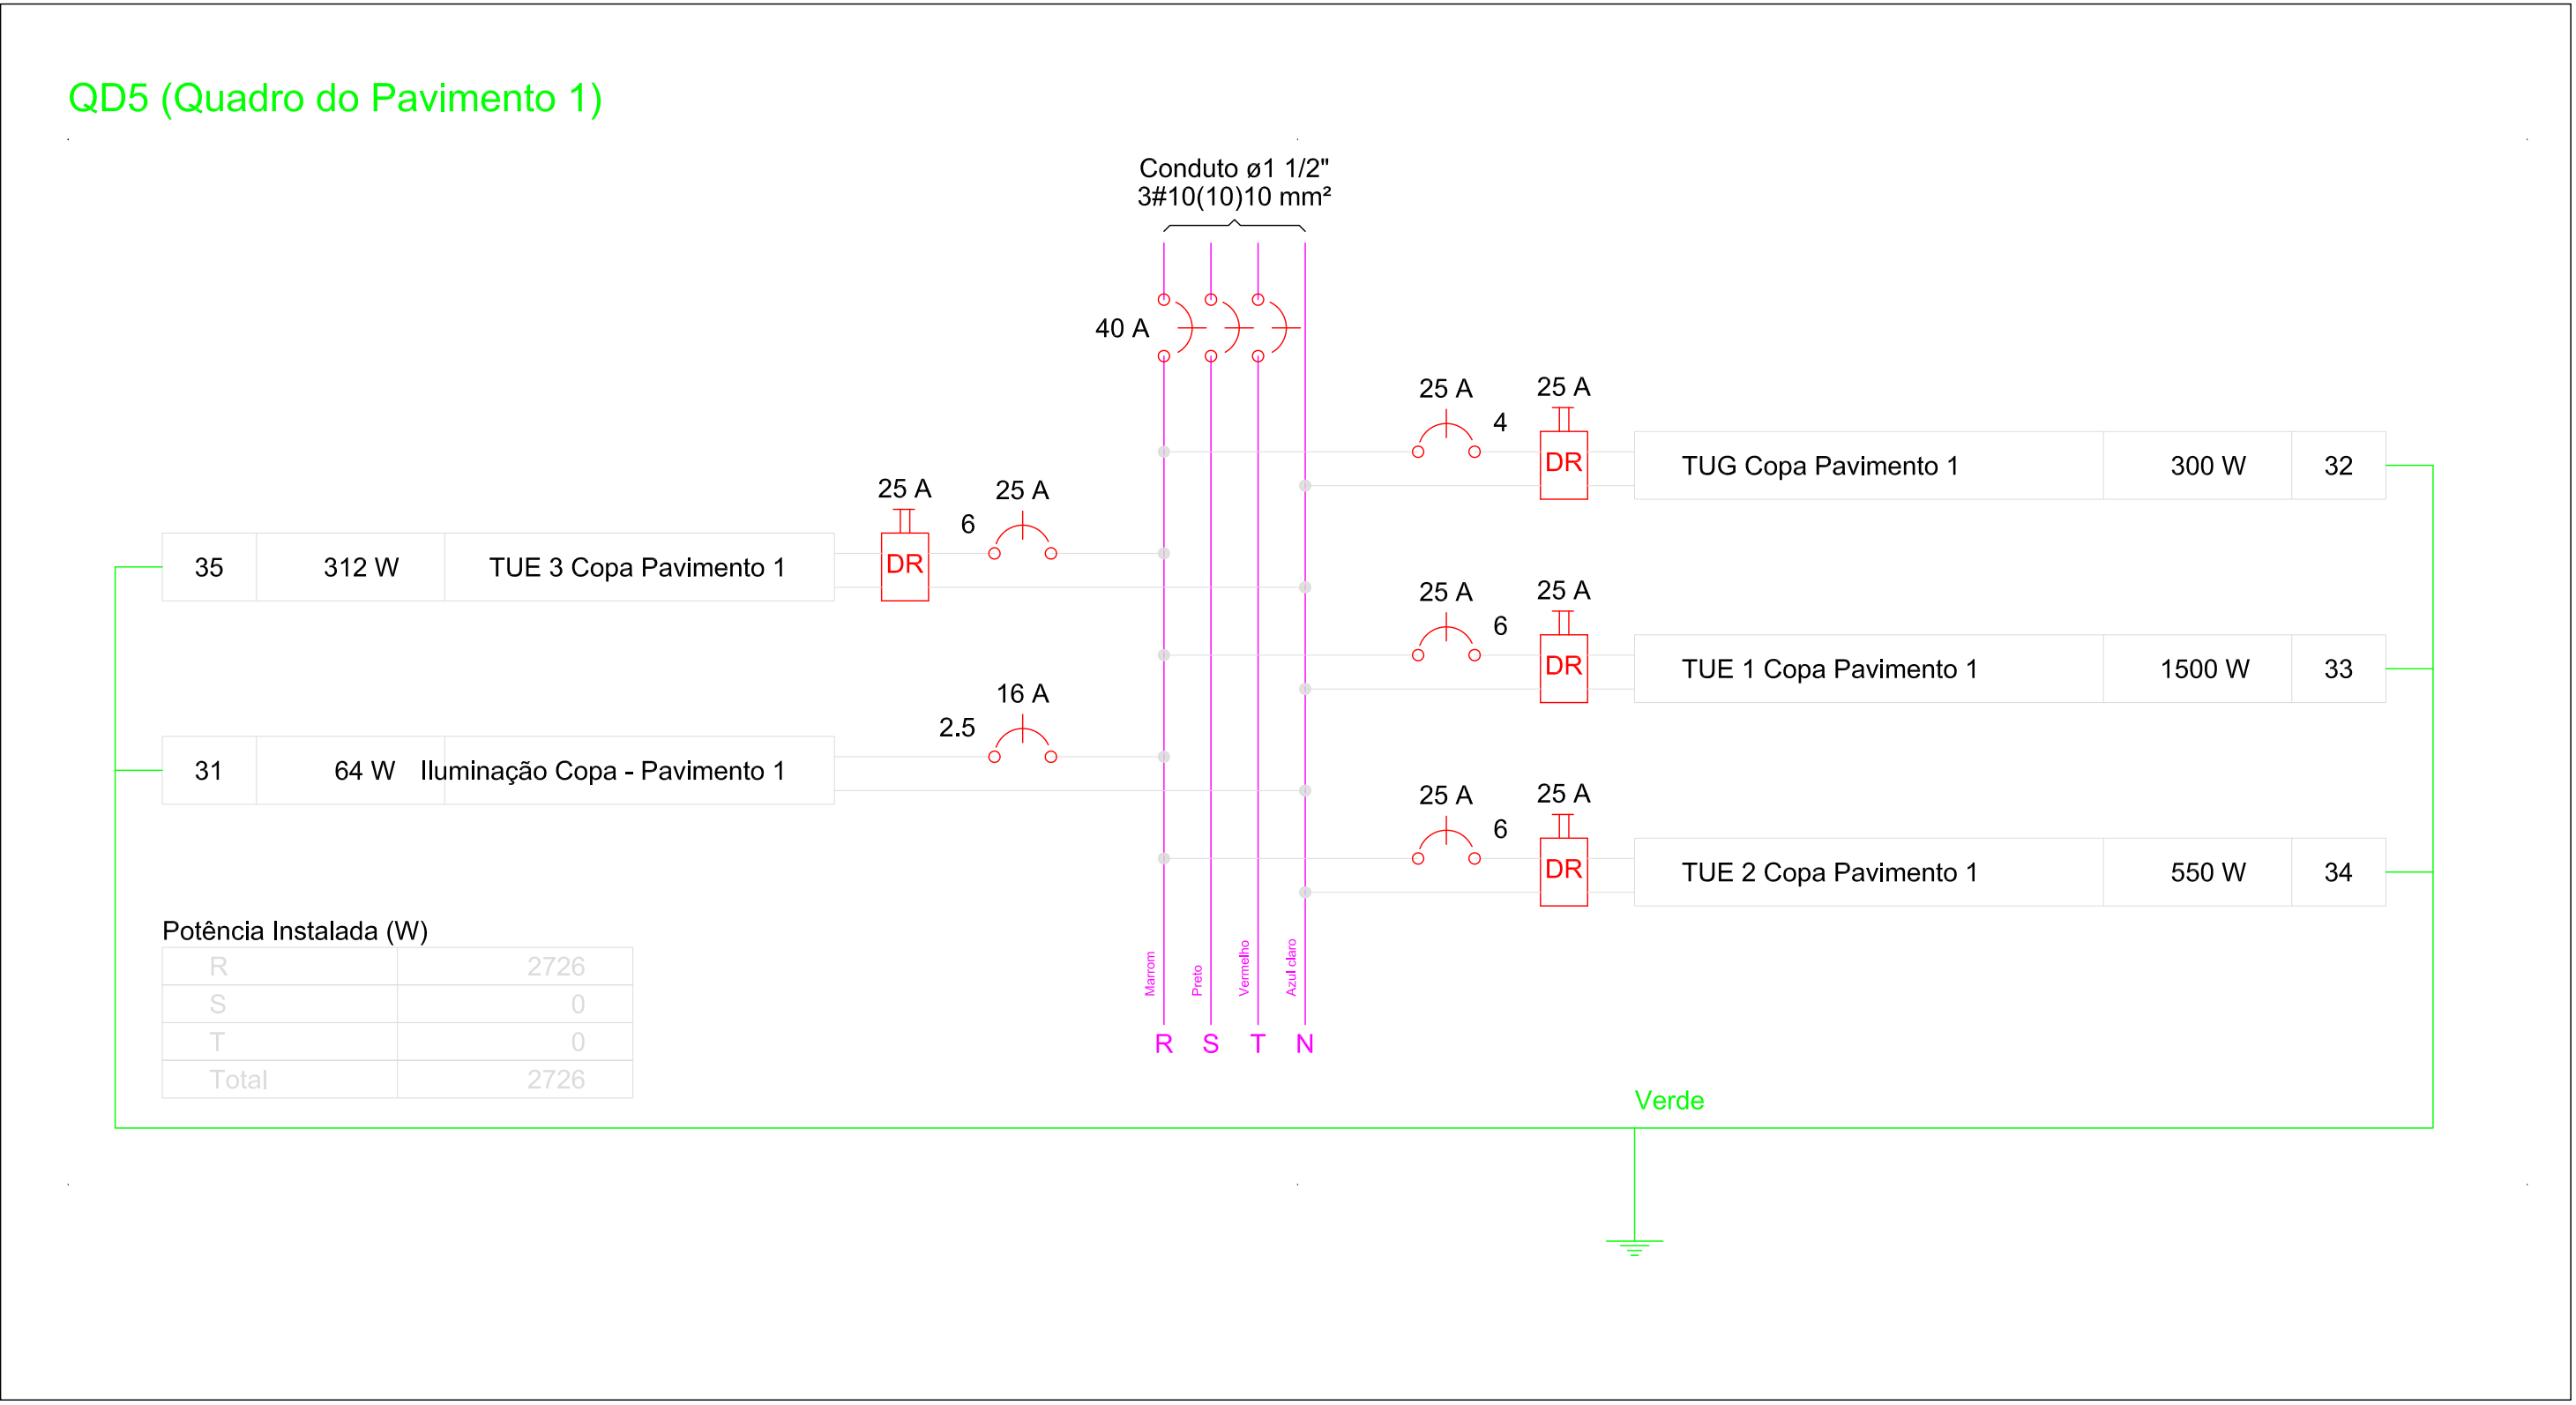 QD5 (Quadro do Pavimento 1)
Conduto ø1 1/2"
3#10(10)10 mm²
40 A
25 A
4
25 A
DR
TUG Copa Pavimento 1
300 W
32
35
312 W
TUE 3 Copa Pavimento 1
25 A
DR
6
25 A
25 A
6
25 A
DR
TUE 1 Copa Pavimento 1
1500 W
33
31
64 W
Iluminação Copa - Pavimento 1
2.5
16 A
25 A
6
25 A
DR
TUE 2 Copa Pavimento 1
550 W
34
Potência Instalada (W)
R 2726
S 0
T 0
Total 2726
Marrom
Preto
Vermelho
Azul claro
R S T N
Verde